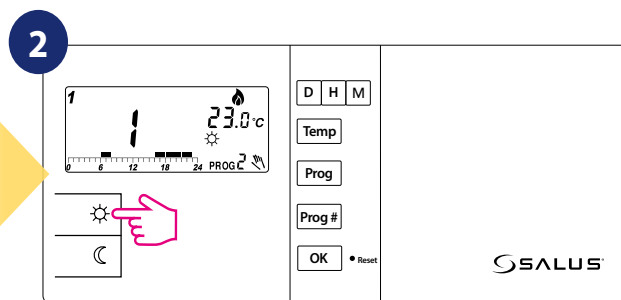 2
1
1
23.0°C
0 6 12 18 24 PROG 2
D H M
Temp
Prog
Prog #
OK
Reset
SALUS